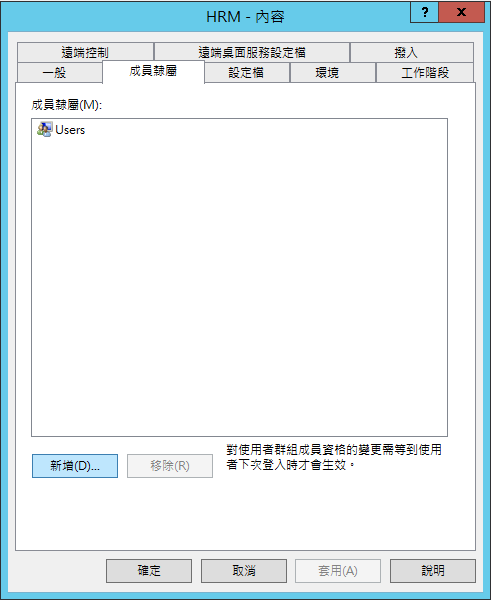 HRM - 內容
?
x
遠端控制
遠端桌面服務設定檔
撥入
一般
成員隸屬
設定檔
環境
工作階段
成員隸屬(M):
Users
新增(D)...
移除(R)
對使用者群組成員資格的變更需等到使用
者下次登入時才會生效。
確定
取消
套用(A)
說明